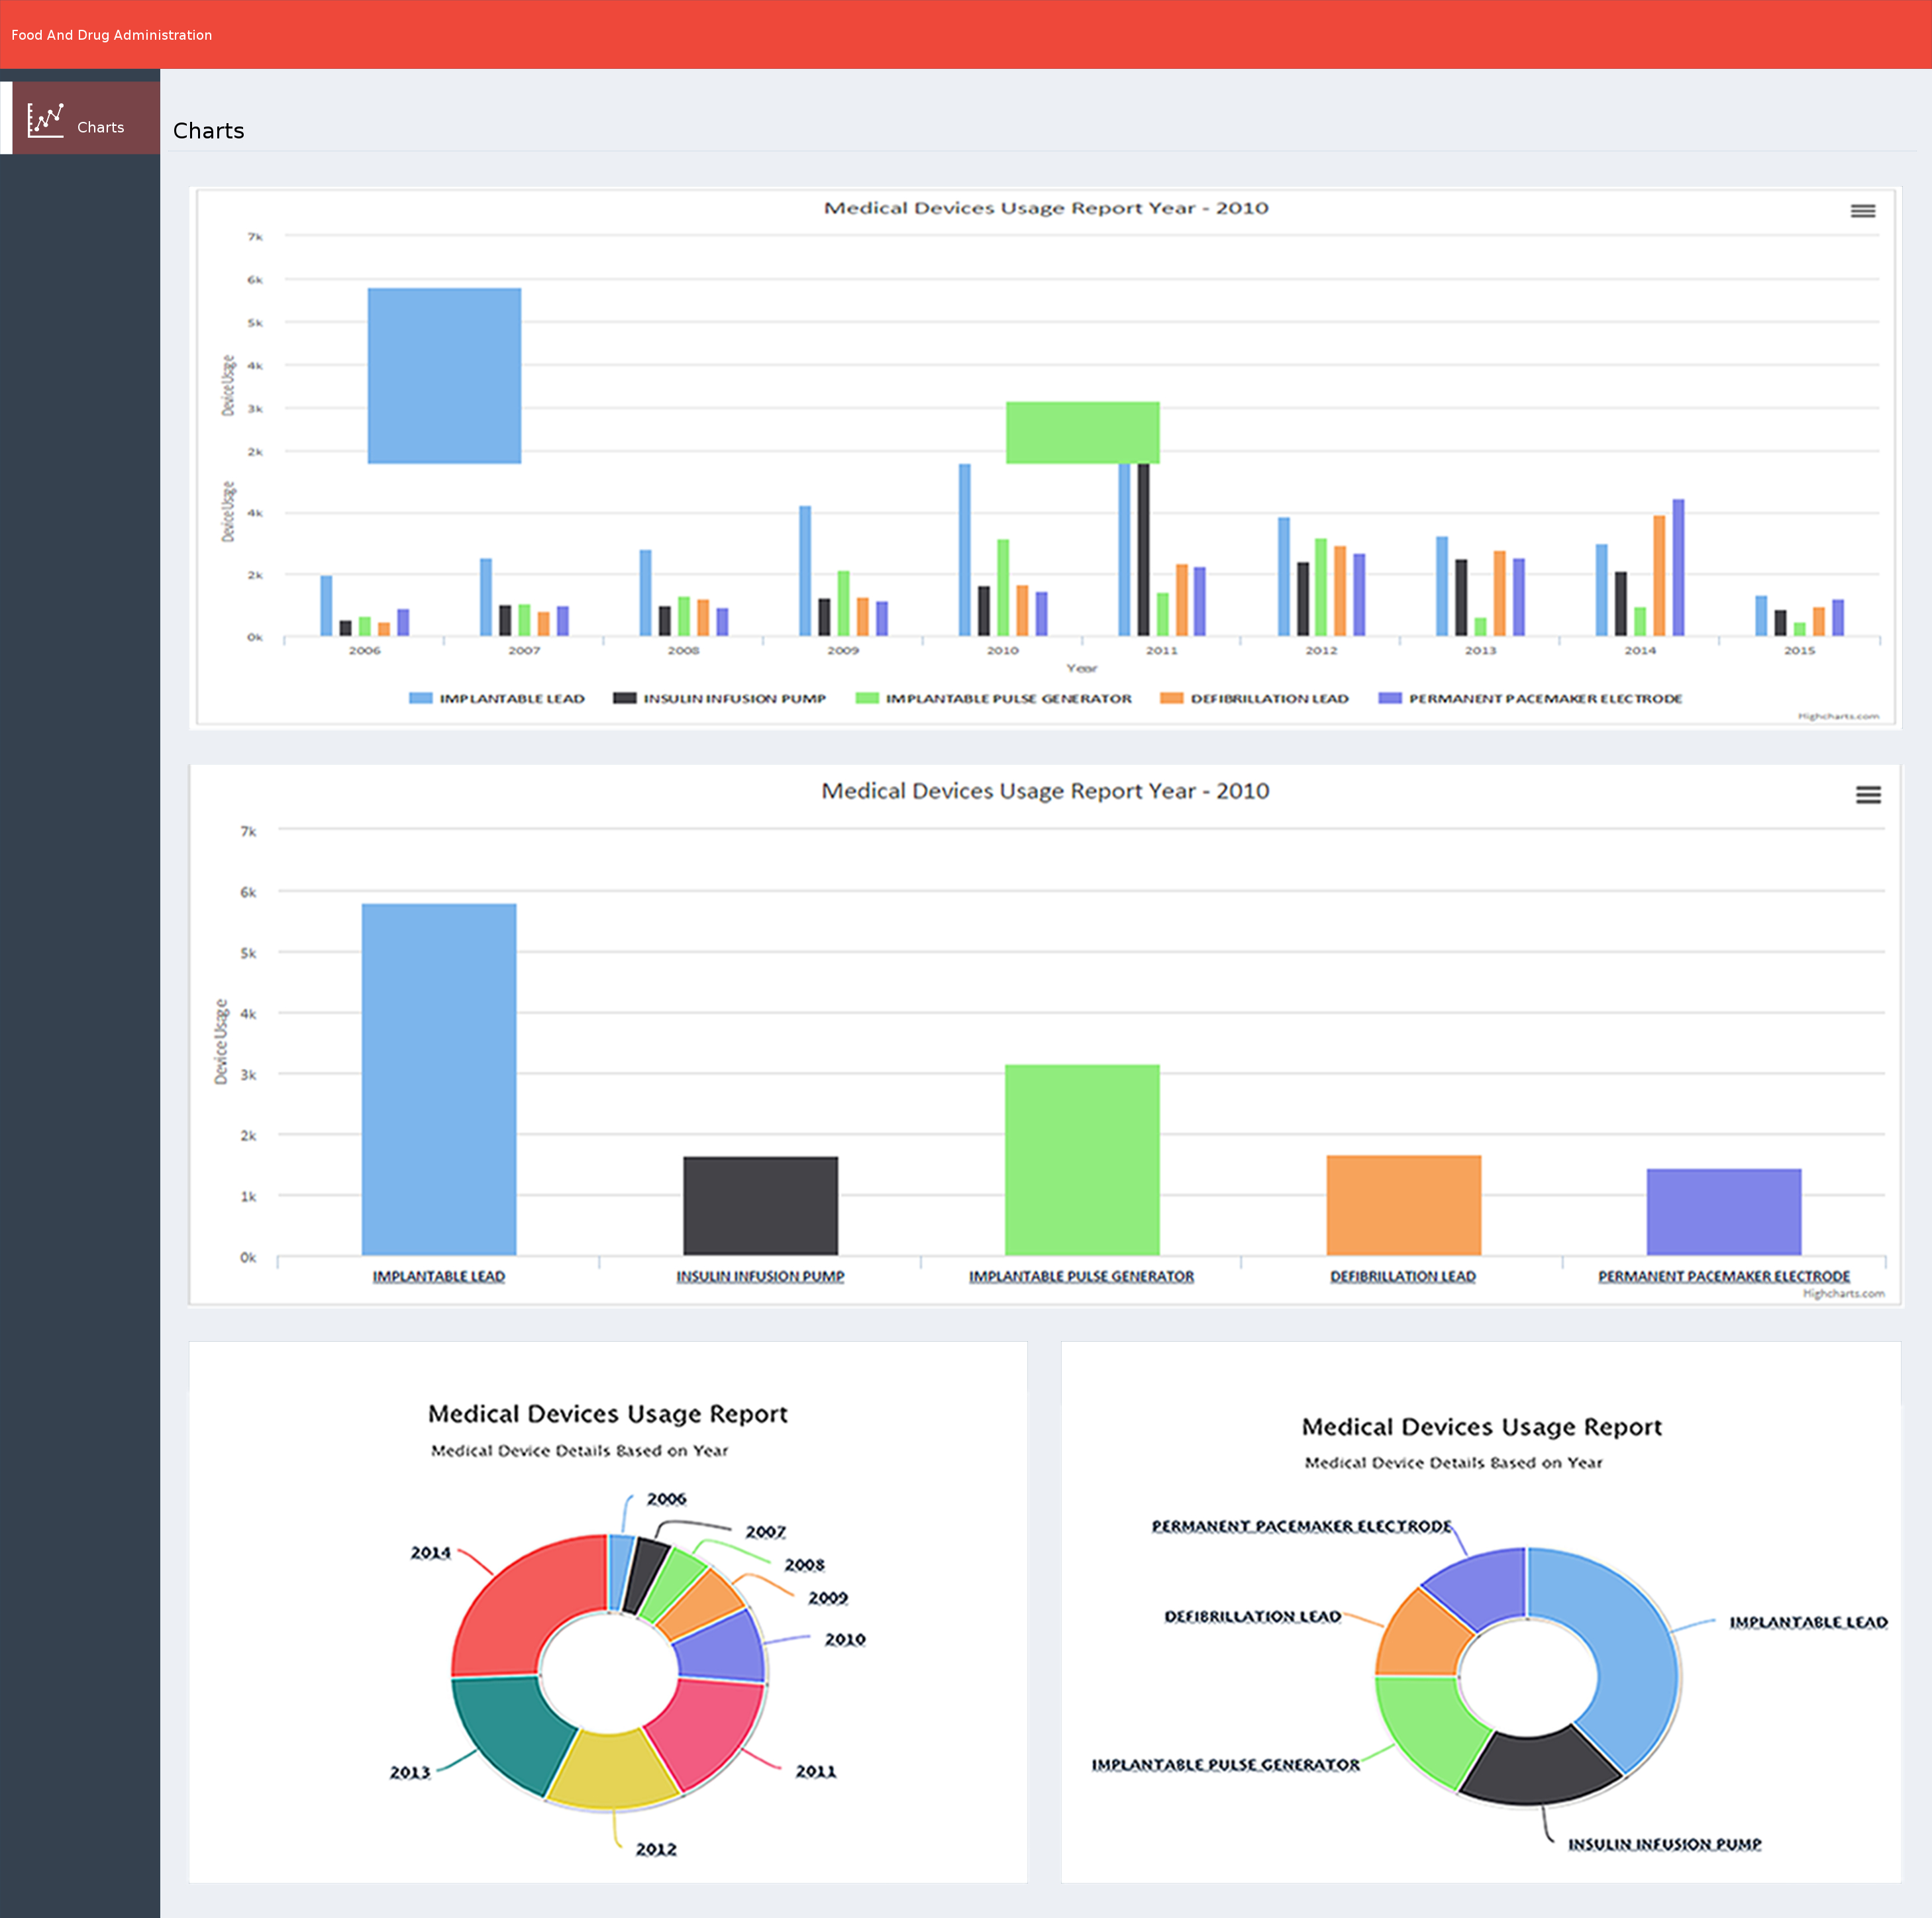 Food And Drug Administration
Charts
Charts
Medical Devices Usage Report Year - 2010
7k
6k
5k
4k
3k
2k
Device Usage
4k
2k
0k
Device Usage
2006 2007 2008 2009 2010 2011 2012 2013 2014 2015
Year
IMPLANTABLE LEAD INSULIN INFUSION PUMP IMPLANTABLE PULSE GENERATOR DEFIBRILLATION LEAD PERMANENT PACEMAKER ELECTRODE
Highcharts.com
Medical Devices Usage Report Year - 2010
7k
6k
5k
4k
3k
2k
1k
0k
Device Usage
IMPLANTABLE LEAD INSULIN INFUSION PUMP IMPLANTABLE PULSE GENERATOR DEFIBRILLATION LEAD PERMANENT PACEMAKER ELECTRODE
Highcharts.com
Medical Devices Usage Report
Medical Device Details Based on Year
2006
2007
2008
2009
2010
2011
2012
2013
2014
Medical Devices Usage Report
Medical Device Details Based on Year
PERMANENT PACEMAKER ELECTRODE
DEFIBRILLATION LEAD
IMPLANTABLE LEAD
IMPLANTABLE PULSE GENERATOR
INSULIN INFUSION PUMP